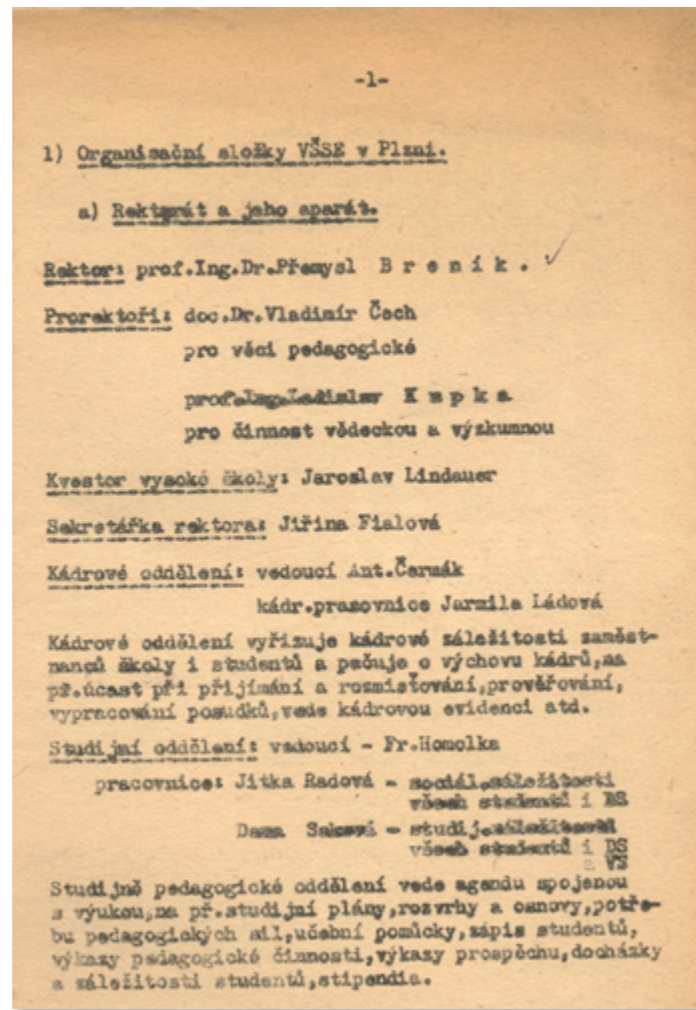 -1-
1) Organisační složky VŠSE v Plzni.
a) Rektorát a jeho aparát.
Rektor: prof.Ing.Dr.Přemysl B r e n í k .
Prorektoři: doc.Dr.Vladimír Čech
pro věci pedagogické
prof.Ing.Ladislav K a p k a
pro činnost vědeckou a výzkumnou
Kvestor vysoké školy: Jaroslav Lindauer
Sekretářka rektora: Jiřina Fialová
Kádrové oddělení: vedoucí Ant.Čermák
kádr.pracovnice Jarmila Ládová
Kádrové oddělení vyřizuje kádrové záležitosti zaměst-
nanců školy i studentů a pečuje o výchovu kádrů,na
př.účast při přijímání a rozmisťování,prověřování,
vypracování posudků,vede kádrovou evidenci atd.
Studijní oddělení: vedoucí - Fr.Homolka
pracovnice: Jitka Radová - sociál.záležitosti
všech studentů i DS
Dana - studij.záležitosti
všech studentů i DS
a VS
Studijně pedagogické oddělení vede agendu spojenou
s výukou,na př.studijní plány,rozvrhy a osnovy,potře-
bu pedagogických sil,učební pomůcky,zápis studentů,
výkazy pedagogické činnosti,výkazy prospěchu,docházky
a záležitosti studentů,stipendia.